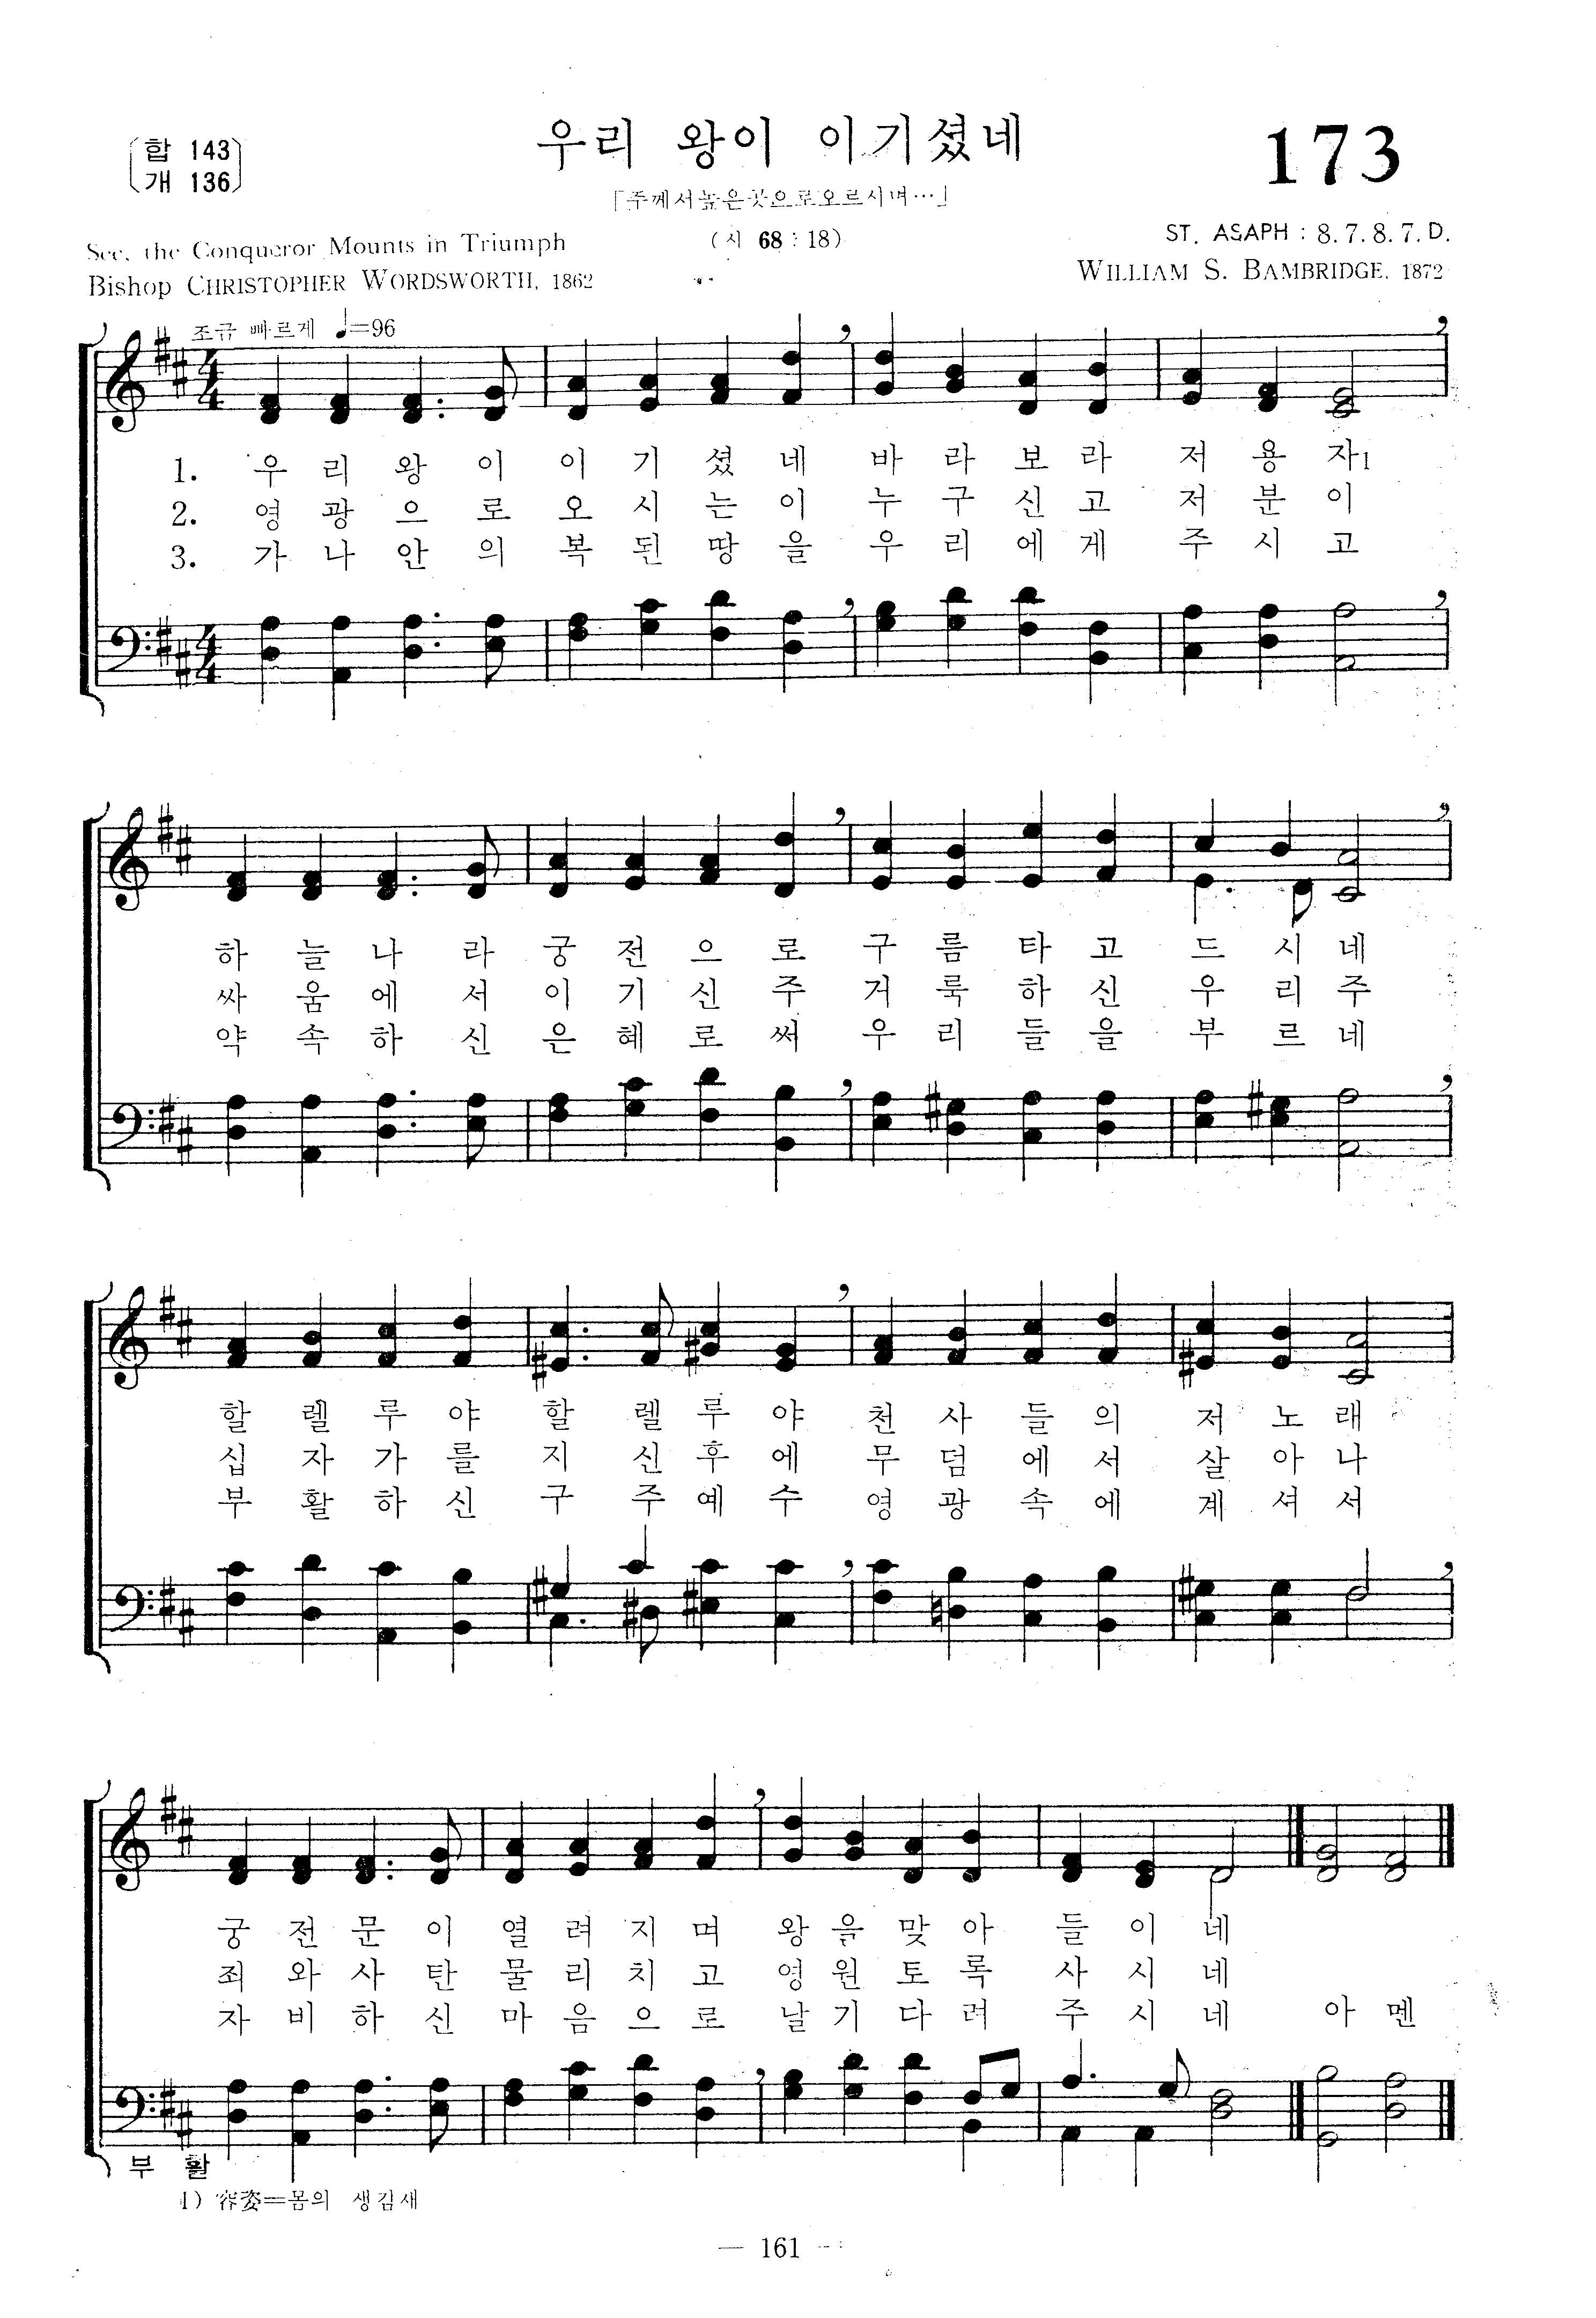 합 143
개 136
우리 왕이 이기셨네
173
「주께서높은곳으로오르시며…」
(시 68 : 18)
See, the Conqueror Mounts in Triumph
Bishop CHRISTOPHER WORDSWORTH, 1862
ST. ASAPH : 8. 7. 8. 7. D.
WILLIAM S. BAMBRIDGE, 1872
조금 빠르게 ♩=96
1. 우 리 왕 이 이 기 셨 네 바 라 보 라 저 용 자1
2. 영 광 으 로 오 시 는 이 누 구 신 고 저 분 이
3. 가 나 안 의 복 된 땅 을 우 리 에 게 주 시 고
하 늘 나 라 궁 전 으 로 구 름 타 고 드 시 네
싸 움 에 서 이 기 신 주 거 룩 하 신 우 리 주
약 속 하 신 은 혜 로 써 우 리 들 을 부 르 네
할 렐 루 야 할 렐 루 야 천 사 들 의 저 노 래
십 자 가 를 지 신 후 에 무 덤 에 서 살 아 나
부 활 하 신 구 주 예 수 영 광 속 에 계 셔 서
궁 전 문 이 열 려 지 며 왕 을 맞 아 들 이 네
죄 와 사 탄 물 리 치 고 영 원 토 록 사 시 네
자 비 하 신 마 음 으 로 날 기 다 려 주 시 네 아 멘
부 활
1) 容姿=몸의 생김새
— 161 —